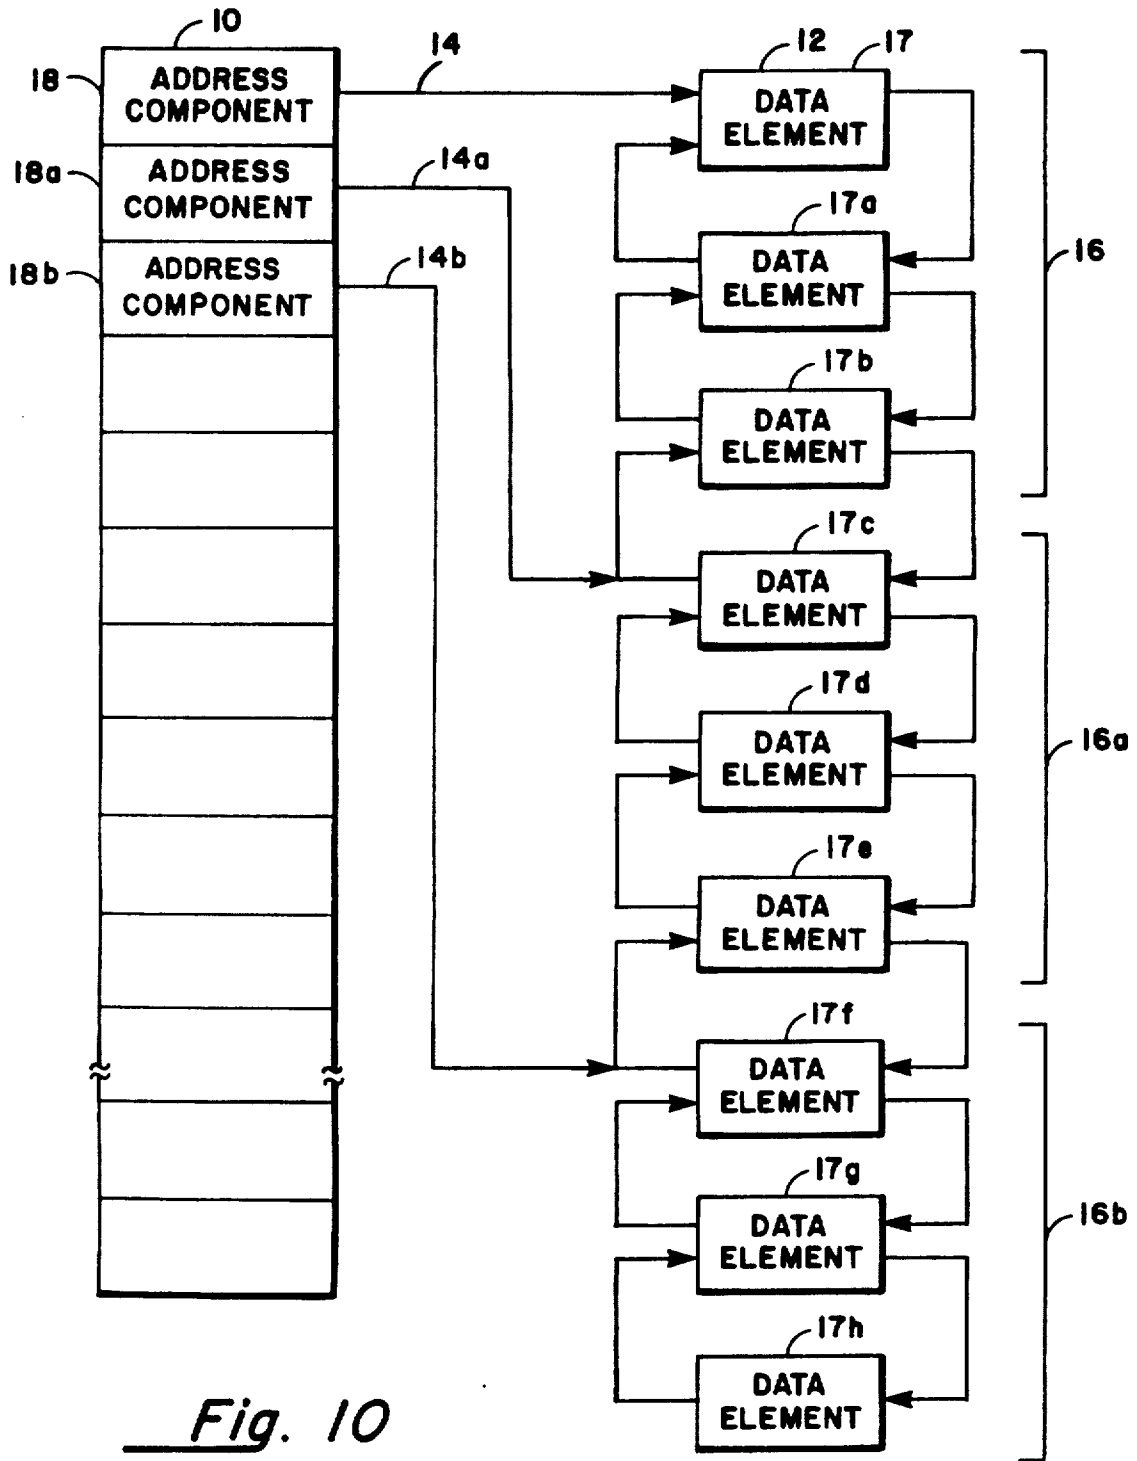 10
18
ADDRESS
COMPONENT
14
12
17
DATA
ELEMENT
18a
ADDRESS
COMPONENT
14a
17a
DATA
ELEMENT
16
18b
ADDRESS
COMPONENT
14b
17b
DATA
ELEMENT
17c
DATA
ELEMENT
17d
DATA
ELEMENT
16a
17e
DATA
ELEMENT
17f
DATA
ELEMENT
17g
DATA
ELEMENT
16b
17h
DATA
ELEMENT
Fig. 10